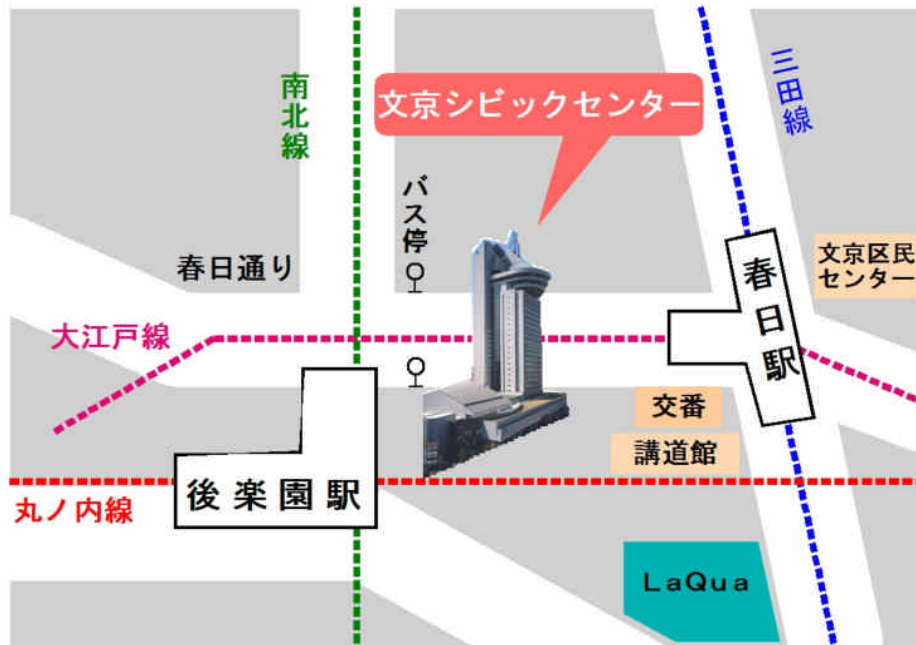 南北線
文京シビックセンター
三田線
バス停
春日通り
文京区民
センター
春日駅
大江戸線
交番
講道館
後楽園駅
丸ノ内線
LaQua